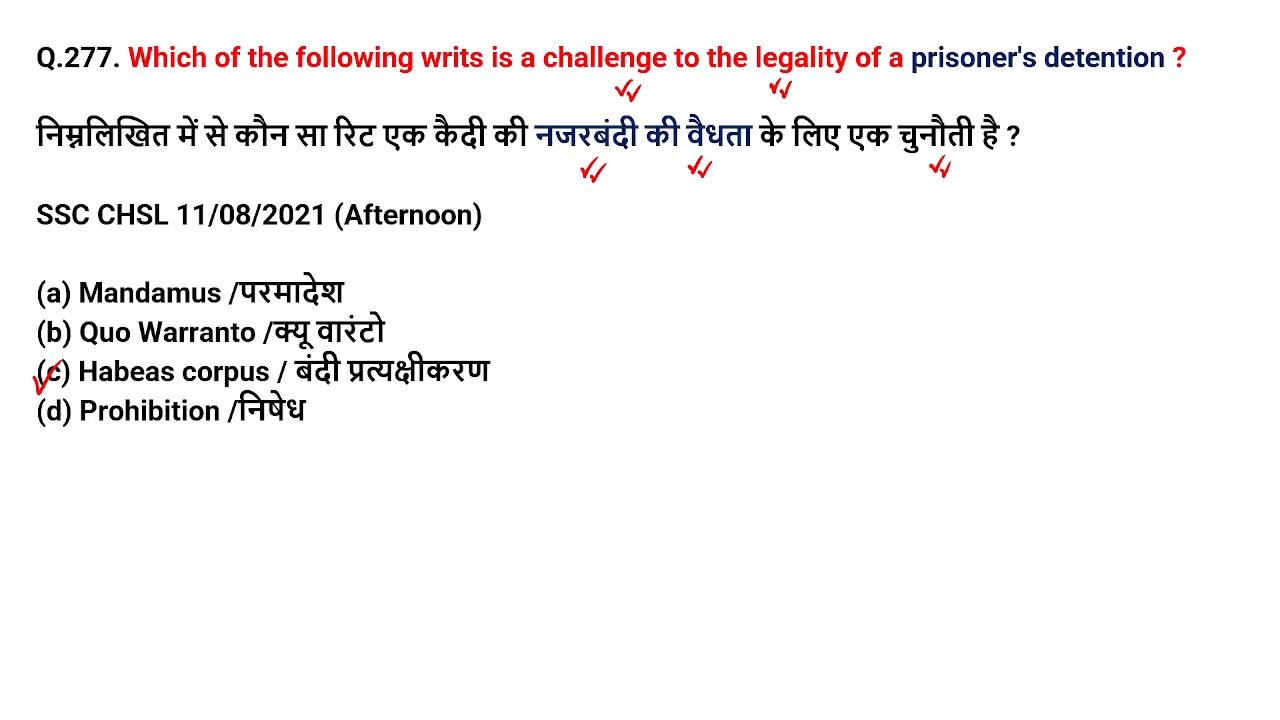 Q.277. Which of the following writs is a challenge to the legality of a prisoner's detention ?
निम्नलिखित में से कौन सा रिट एक कैदी की नजरबंदी की वैधता के लिए एक चुनौती है ?
SSC CHSL 11/08/2021 (Afternoon)
(a) Mandamus /परमादेश
(b) Quo Warranto /क्यू वारंटो
(c) Habeas corpus / बंदी प्रत्यक्षीकरण
(d) Prohibition /निषेध